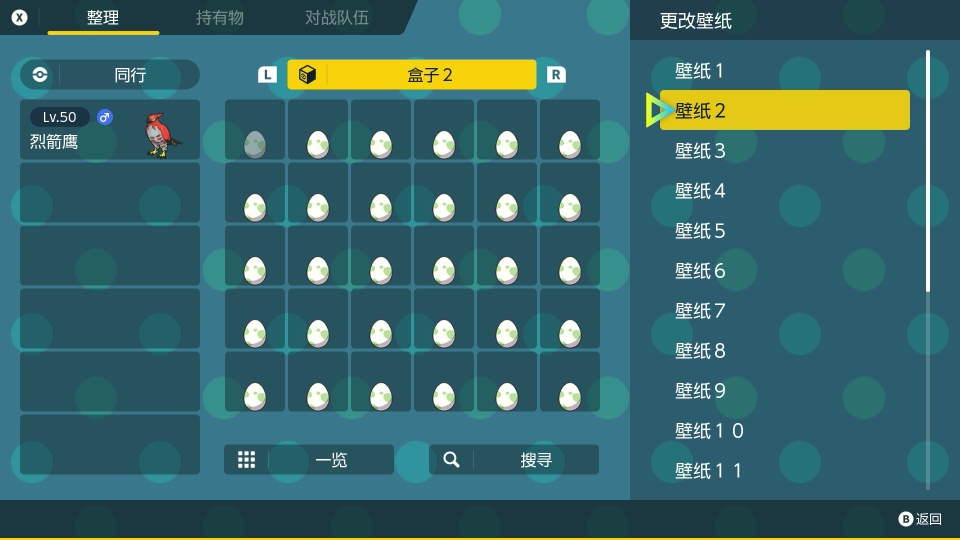 X 整理 持有物 对战队伍
更改壁纸
同行
L 盒子2 R
Lv.50 ♂
烈箭鹰
一览 搜寻
壁纸1
壁纸2
壁纸3
壁纸4
壁纸5
壁纸6
壁纸7
壁纸8
壁纸9
壁纸10
壁纸11
B 返回